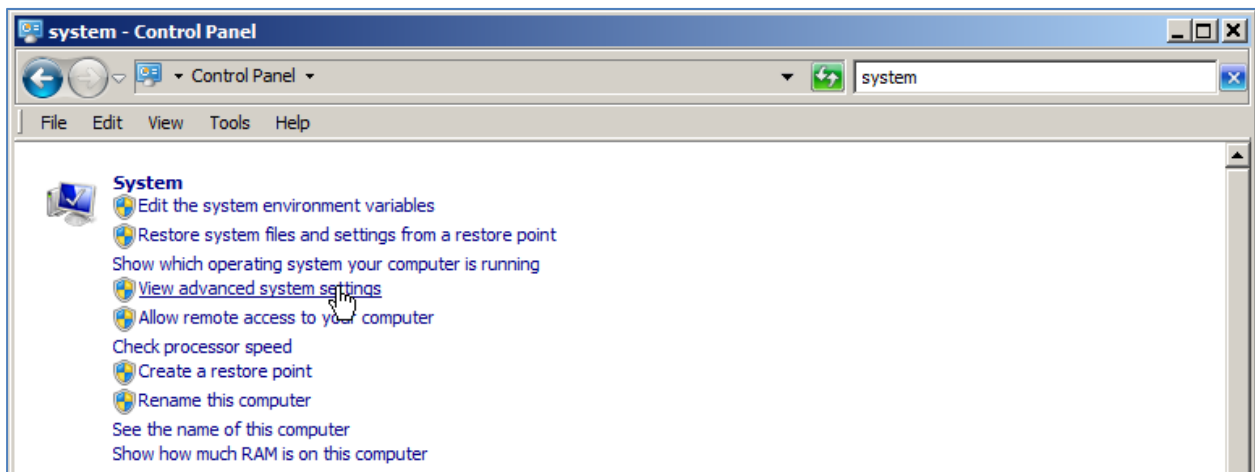 system - Control Panel
Control Panel
system
File Edit View Tools Help
System
Edit the system environment variables
Restore system files and settings from a restore point
Show which operating system your computer is running
View advanced system settings
Allow remote access to your computer
Check processor speed
Create a restore point
Rename this computer
See the name of this computer
Show how much RAM is on this computer